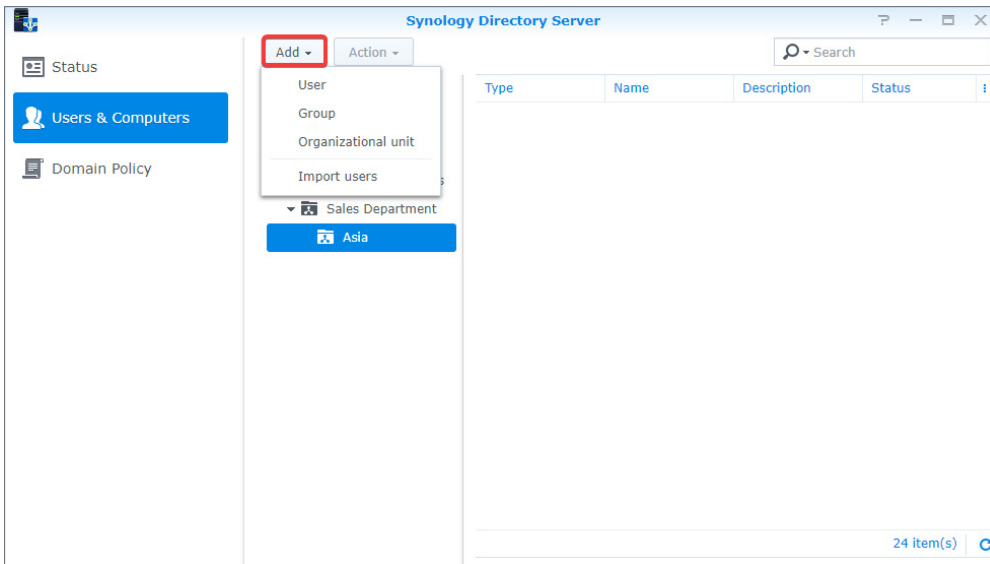 Synology Directory Server
Status
Users & Computers
Domain Policy
Add
Action
Search
User
Group
Organizational unit
Import users
s
Sales Department
Asia
Type
Name
Description
Status
24 item(s)